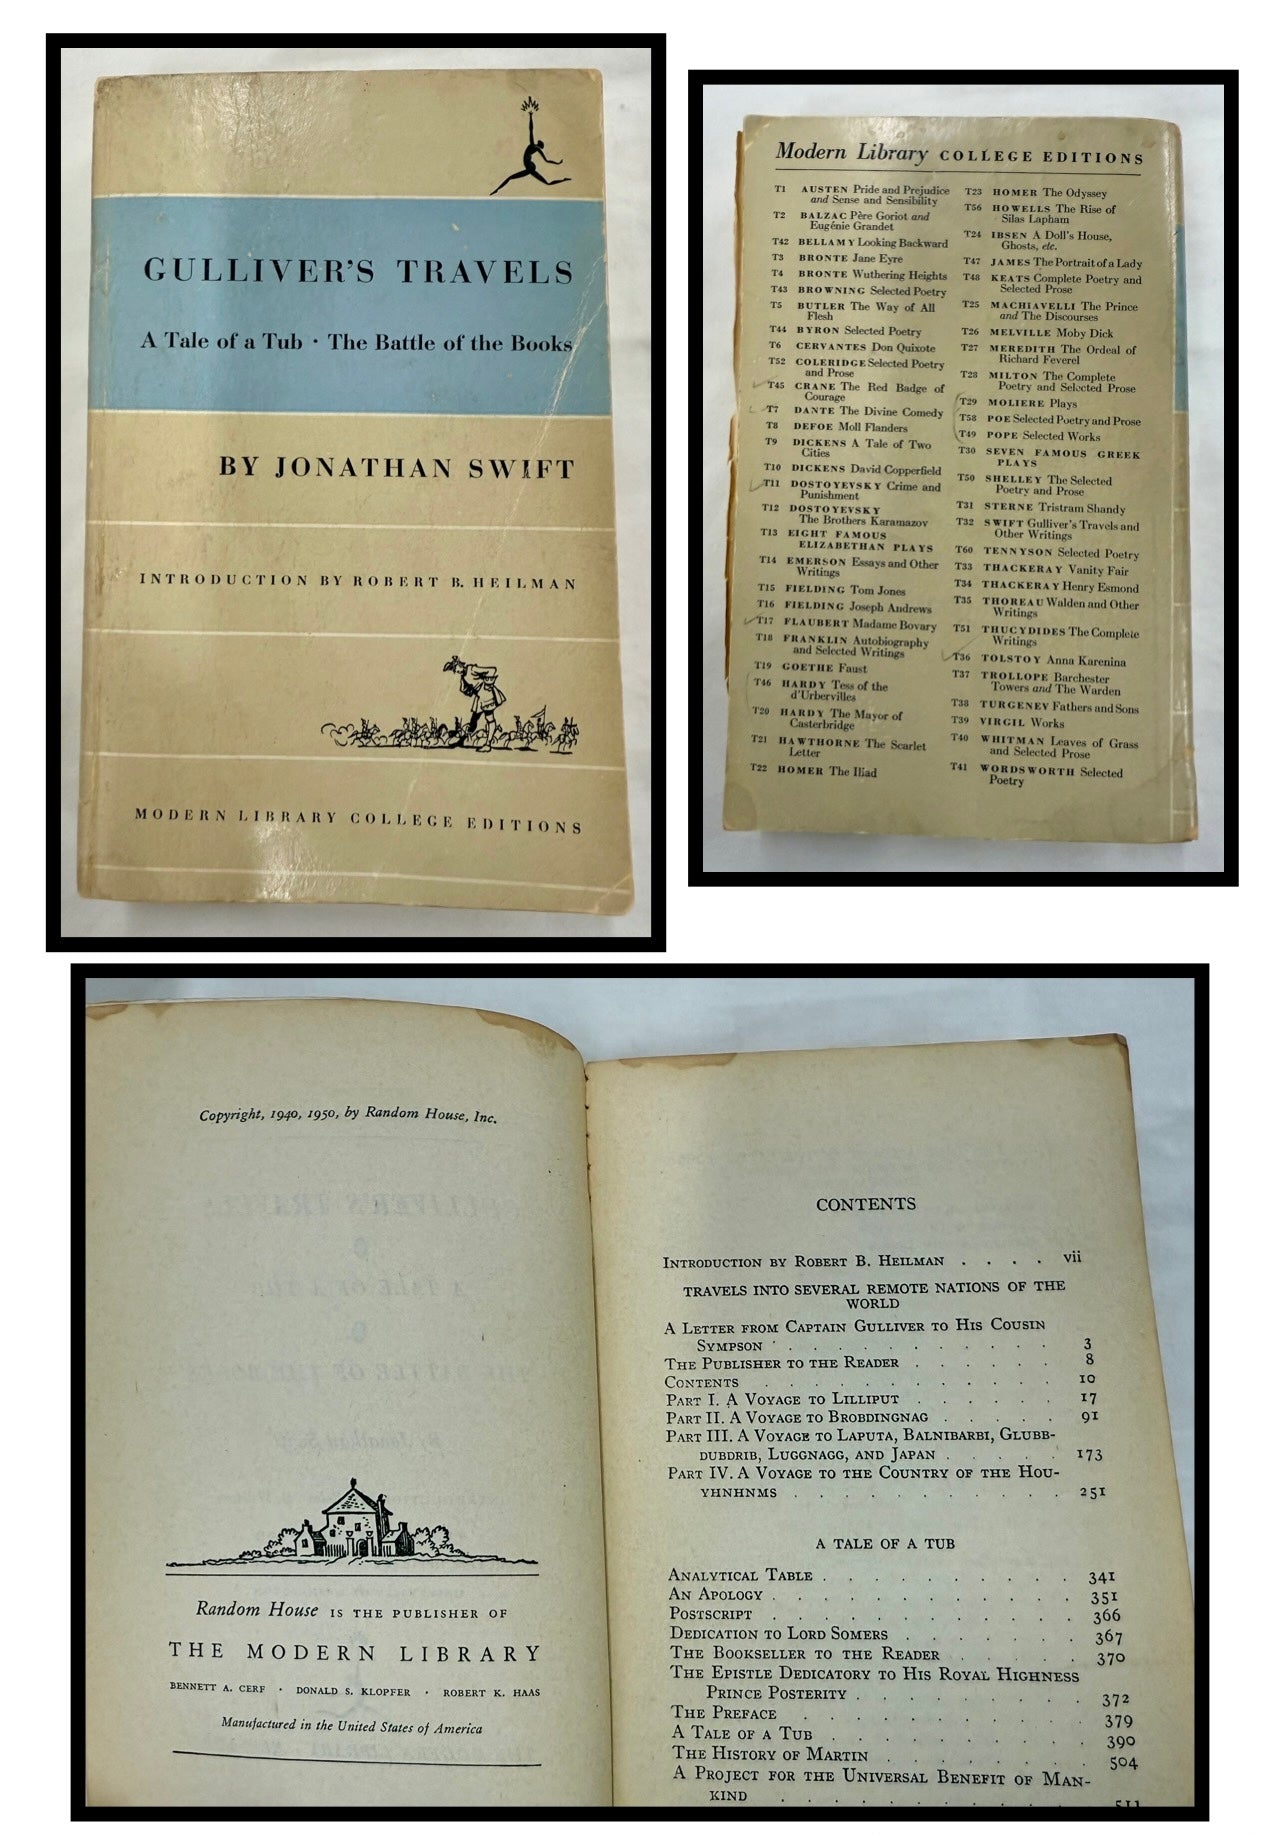 GULLIVER'S TRAVELS
A Tale of a Tub · The Battle of the Books
BY JONATHAN SWIFT
INTRODUCTION BY ROBERT B. HEILMAN
MODERN LIBRARY COLLEGE EDITIONS
Modern Library COLLEGE EDITIONS
T1 AUSTEN Pride and Prejudice
and Sense and Sensibility
T2 BALZAC Père Goriot and
Eugénie Grandet
T42 BELLAMY Looking Backward
T3 BRONTE Jane Eyre
T4 BRONTE Wuthering Heights
T43 BROWNING Selected Poetry
T5 BUTLER The Way of All
Flesh
T44 BYRON Selected Poetry
T6 CERVANTES Don Quixote
T52 COLERIDGE Selected Poetry
and Prose
T45 CRANE The Red Badge of
Courage
T7 DANTE The Divine Comedy
T8 DEFOE Moll Flanders
T9 DICKENS A Tale of Two
Cities
T10 DICKENS David Copperfield
T11 DOSTOYEVSKY Crime and
Punishment
T12 DOSTOYEVSKY
The Brothers Karamazov
T13 EIGHT FAMOUS
ELIZABETHAN PLAYS
T14 EMERSON Essays and Other
Writings
T15 FIELDING Tom Jones
T16 FIELDING Joseph Andrews
T17 FLAUBERT Madame Bovary
T18 FRANKLIN Autobiography
and Selected Writings
T19 GOETHE Faust
T46 HARDY Tess of the
d'Urbervilles
T20 HARDY The Mayor of
Casterbridge
T21 HAWTHORNE The Scarlet
Letter
T22 HOMER The Iliad
T23 HOMER The Odyssey
T56 HOWELLS The Rise of
Silas Lapham
T24 IBSEN A Doll's House,
Ghosts, etc.
T47 JAMES The Portrait of a Lady
T48 KEATS Complete Poetry and
Selected Prose
T25 MACHIAVELLI The Prince
and The Discourses
T26 MELVILLE Moby Dick
T27 MEREDITH The Ordeal of
Richard Feverel
T28 MILTON The Complete
Poetry and Selected Prose
T29 MOLIERE Plays
T58 POE Selected Poetry and Prose
T49 POPE Selected Works
T30 SEVEN FAMOUS GREEK
PLAYS
T50 SHELLEY The Selected
Poetry and Prose
T31 STERNE Tristram Shandy
T32 SWIFT Gulliver's Travels and
Other Writings
T60 TENNYSON Selected Poetry
T33 THACKERAY Vanity Fair
T34 THACKERAY Henry Esmond
T35 THOREAU Walden and Other
Writings
T51 THUCYDIDES The Complete
Writings
T36 TOLSTOY Anna Karenina
T37 TROLLOPE Barchester
Towers and The Warden
T38 TURGENEV Fathers and Sons
T39 VIRGIL Works
T40 WHITMAN Leaves of Grass
and Selected Prose
T41 WORDSWORTH Selected
Poetry
Copyright, 1940, 1950, by Random House, Inc.
Random House IS THE PUBLISHER OF
THE MODERN LIBRARY
BENNETT A. CERF · DONALD S. KLOPFER · ROBERT K. HAAS
Manufactured in the United States of America
CONTENTS
INTRODUCTION BY ROBERT B. HEILMAN . . . . vii
TRAVELS INTO SEVERAL REMOTE NATIONS OF THE
WORLD
A LETTER FROM CAPTAIN GULLIVER TO HIS COUSIN
SYMPSON . . . . . . . . . . . 3
THE PUBLISHER TO THE READER . . . . . . 8
CONTENTS . . . . . . . . . . . 10
PART I. A VOYAGE TO LILLIPUT . . . . . . 17
PART II. A VOYAGE TO BROBDINGNAG . . . . . 91
PART III. A VOYAGE TO LAPUTA, BALNIBARBI, GLUBB-
DUBDRIB, LUGGNAGG, AND JAPAN . . . . . 173
PART IV. A VOYAGE TO THE COUNTRY OF THE HOU-
YHNHNMS . . . . . . . . . . . 251
A TALE OF A TUB
ANALYTICAL TABLE . . . . . . . . . . 341
AN APOLOGY . . . . . . . . . . . . 351
POSTSCRIPT . . . . . . . . . . . . 366
DEDICATION TO LORD SOMERS . . . . . . . 367
THE BOOKSELLER TO THE READER . . . . . 370
THE EPISTLE DEDICATORY TO HIS ROYAL HIGHNESS
PRINCE POSTERITY . . . . . . . . . 372
THE PREFACE . . . . . . . . . . . 379
A TALE OF A TUB . . . . . . . . . . 390
THE HISTORY OF MARTIN . . . . . . . . 504
A PROJECT FOR THE UNIVERSAL BENEFIT OF MAN-
KIND . . . . . . . . . . . . 511